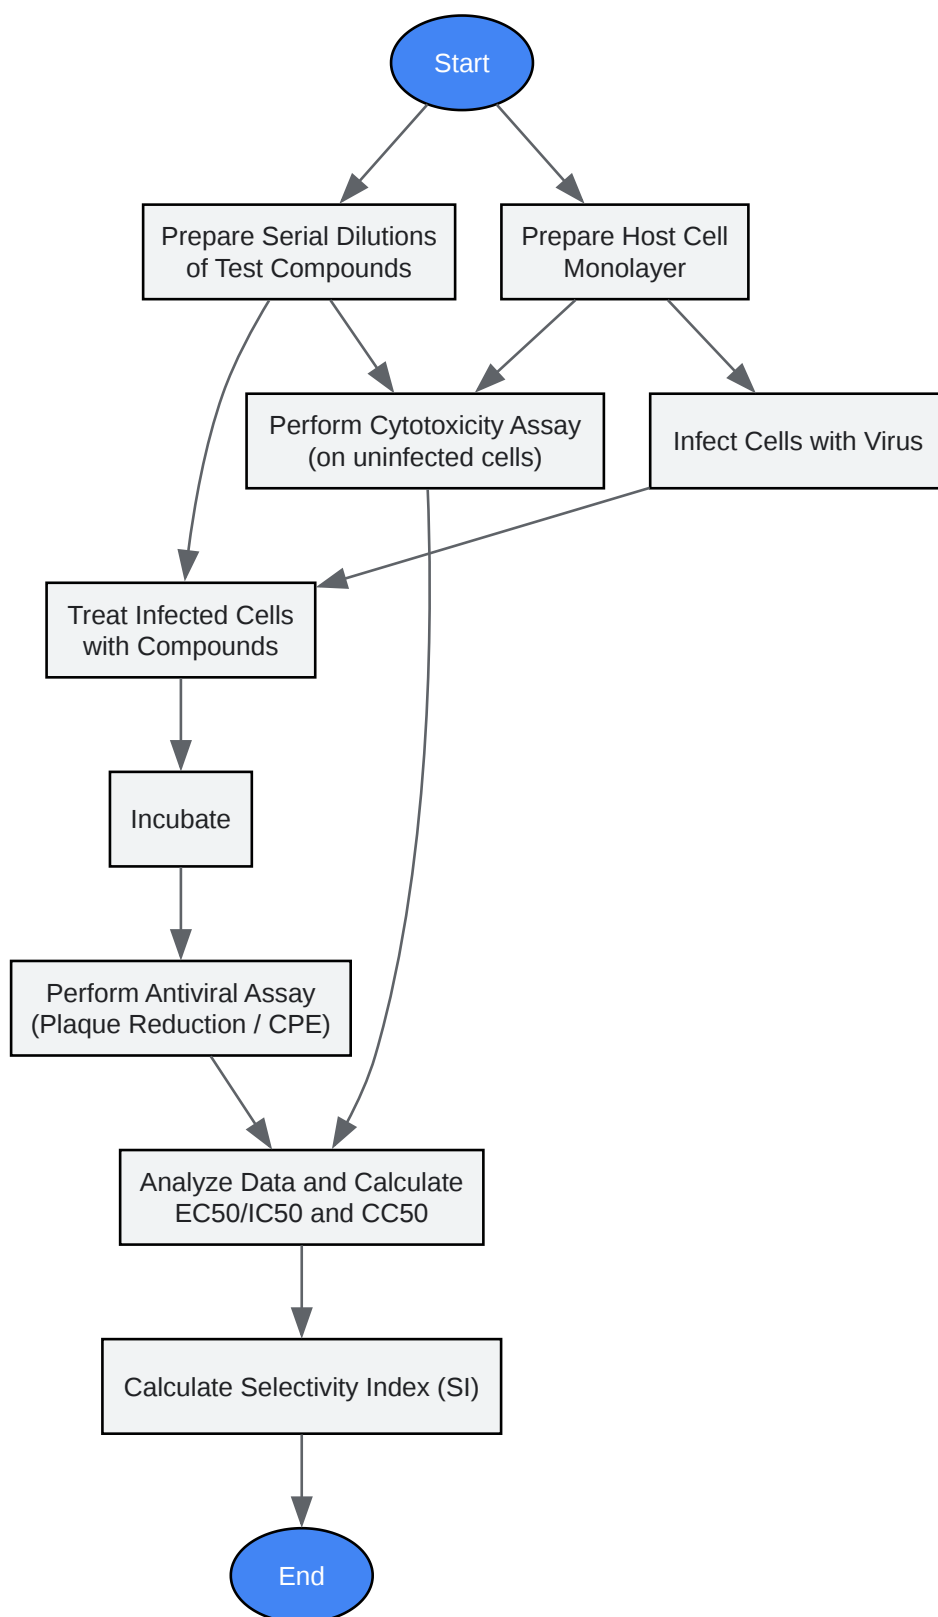 Start
Prepare Serial Dilutions
of Test Compounds
Prepare Host Cell
Monolayer
Perform Cytotoxicity Assay
(on uninfected cells)
Infect Cells with Virus
Treat Infected Cells
with Compounds
Incubate
Perform Antiviral Assay
(Plaque Reduction / CPE)
Analyze Data and Calculate
EC50/IC50 and CC50
Calculate Selectivity Index (SI)
End